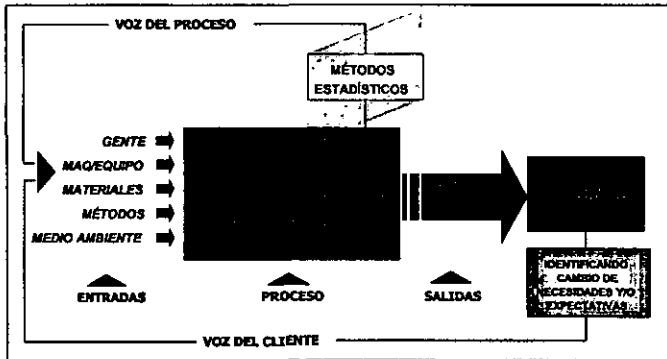 VOZ DEL PROCESO
MÉTODOS
ESTADÍSTICOS
GENTE
MAQ/EQUIPO
MATERIALES
MÉTODOS
MEDIO AMBIENTE
IDENTIFICANDO
CAMBIO DE
NECESIDADES Y/O
EXPECTATIVAS
ENTRADAS
PROCESO
SALIDAS
VOZ DEL CLIENTE